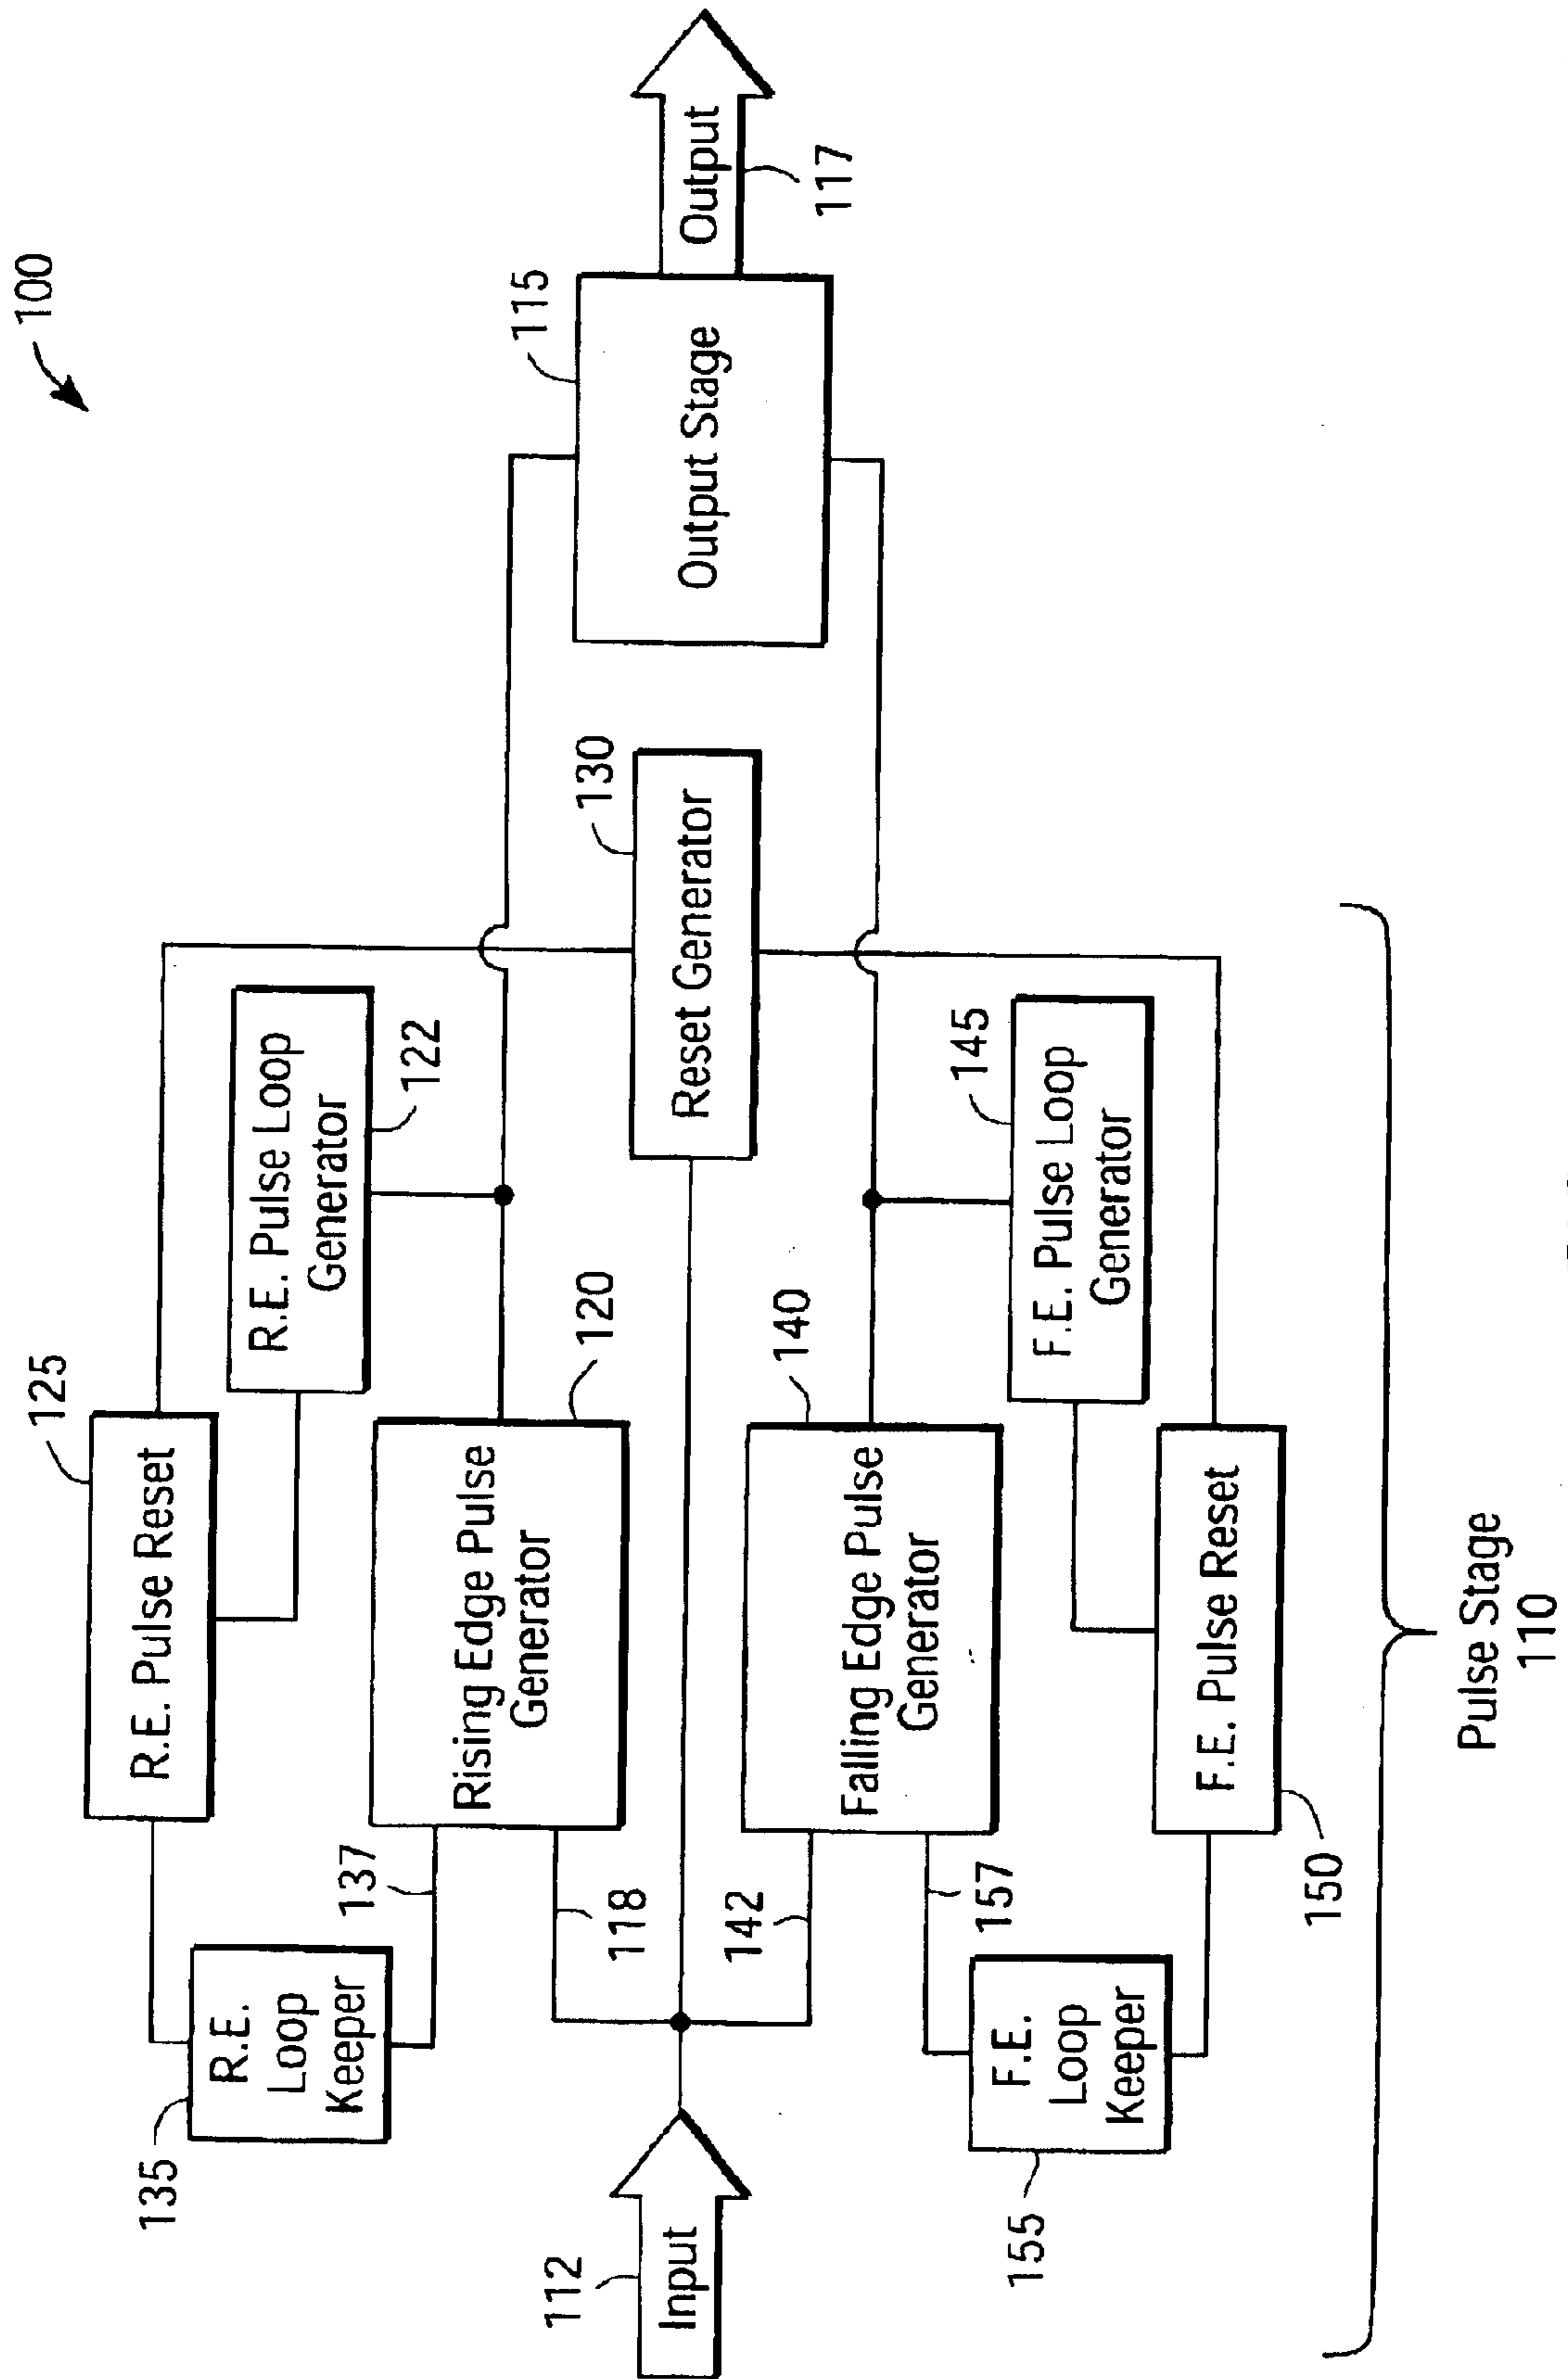 100
125
R.E. Pulse Reset
R.E. Pulse Loop
Generator
122
135
R.E.
Loop
Keeper
137
Rising Edge Pulse
Generator
120
118
130
Reset Generator
115
Output Stage
Output
117
112
Input
142
140
Falling Edge Pulse
Generator
157
145
F.E. Pulse Loop
Generator
155
F.E.
Loop
Keeper
F.E. Pulse Reset
150
Pulse Stage
110